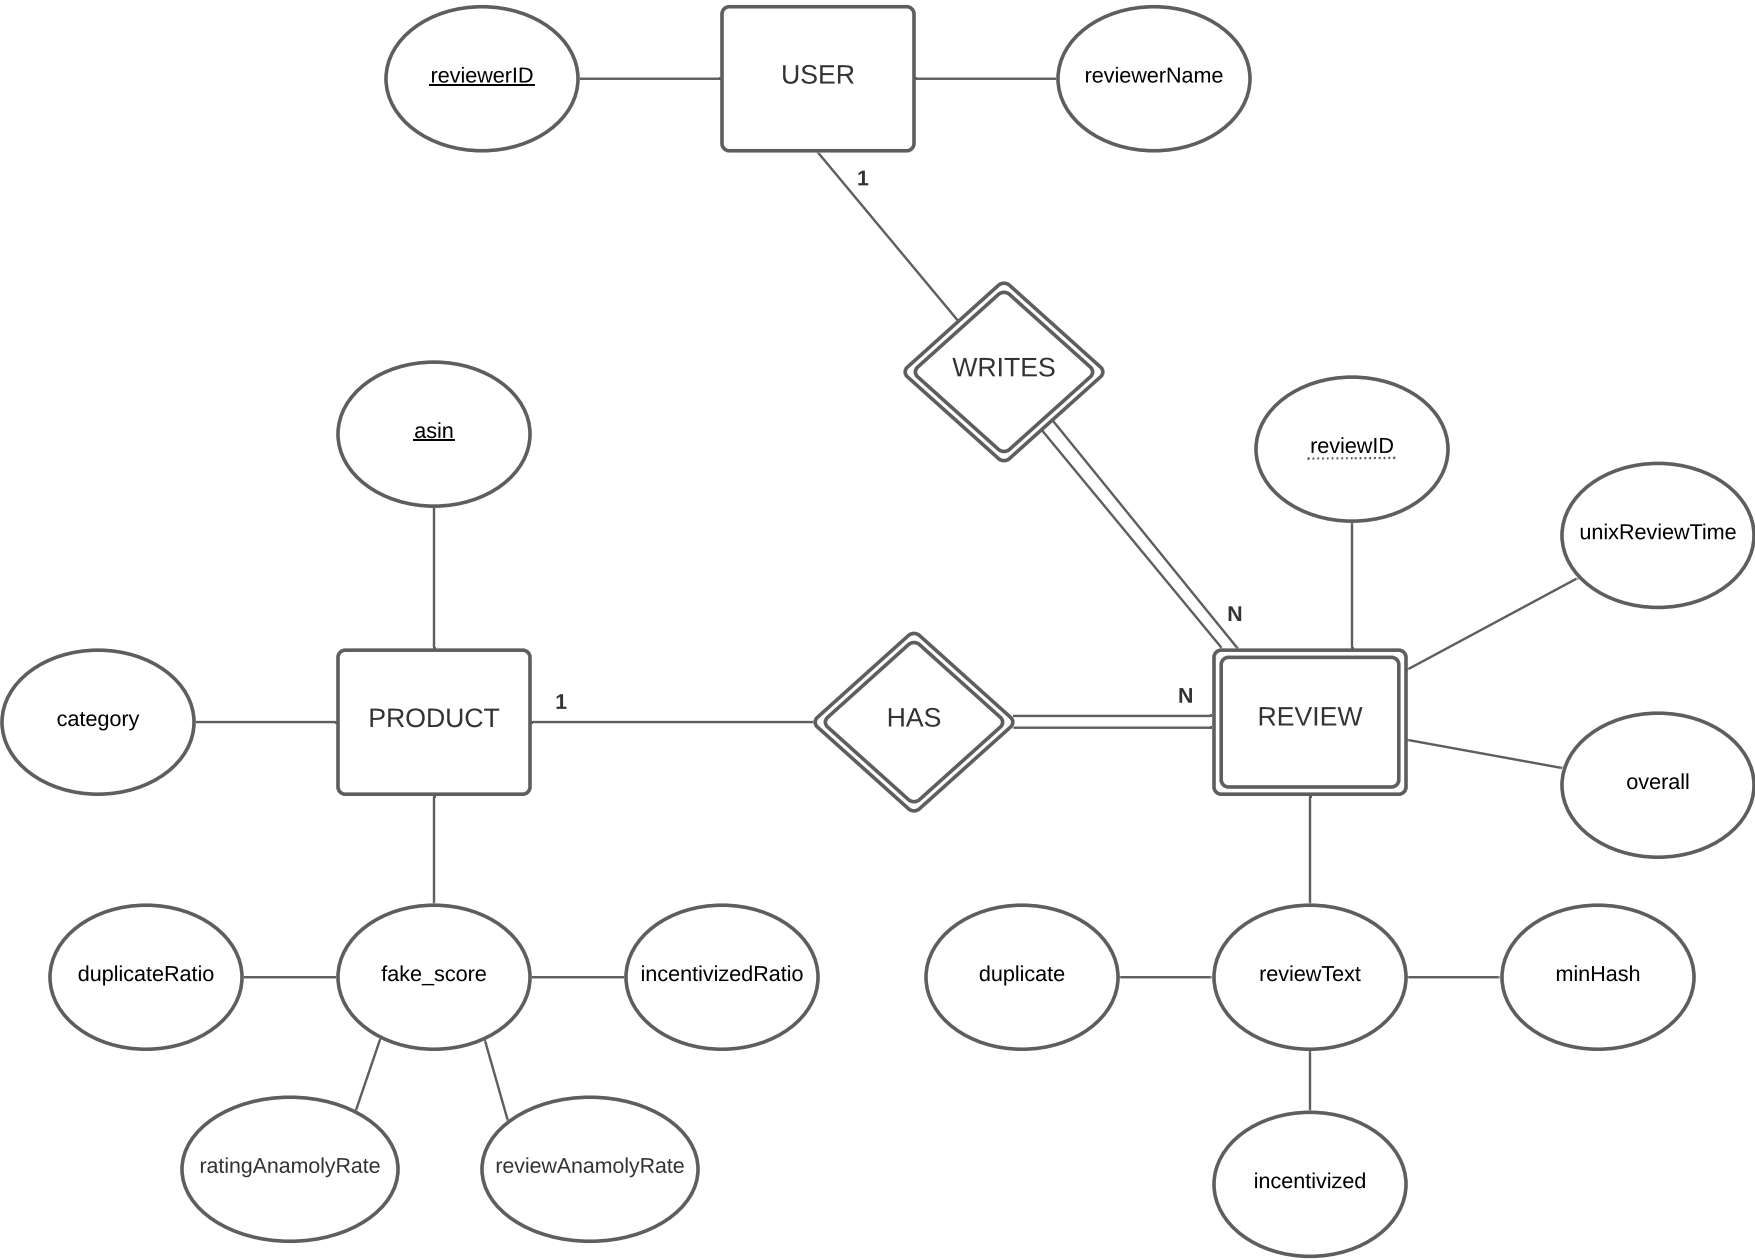 reviewerID
USER
reviewerName
1
WRITES
asin
reviewID
unixReviewTime
N
category
PRODUCT
1
HAS
N
REVIEW
overall
duplicateRatio
fake_score
incentivizedRatio
duplicate
reviewText
minHash
ratingAnamolyRate
reviewAnamolyRate
incentivized